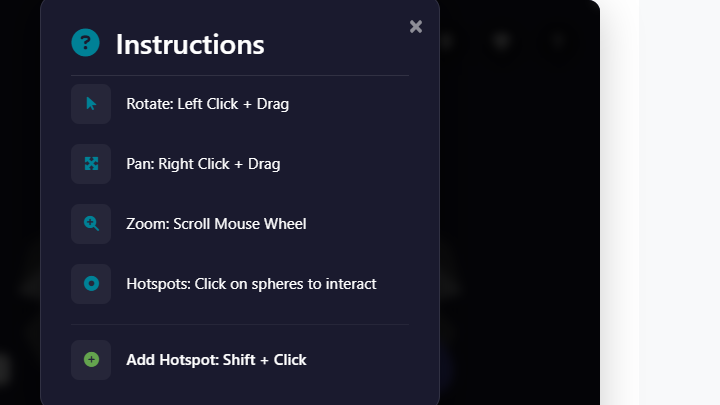 Instructions
Rotate: Left Click + Drag
Pan: Right Click + Drag
Zoom: Scroll Mouse Wheel
Hotspots: Click on spheres to interact
Add Hotspot: Shift + Click